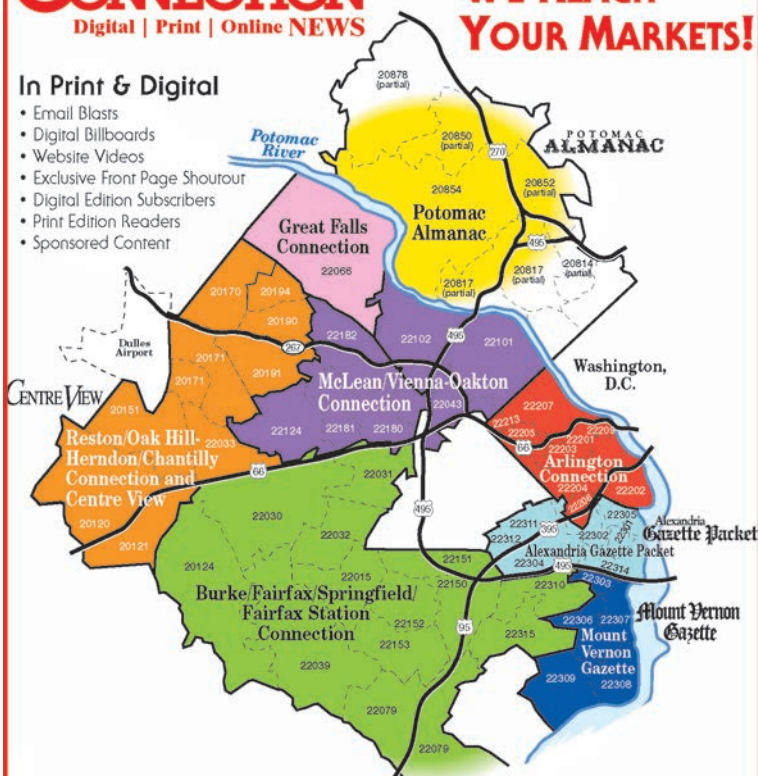 CONNECTION
Digital | Print | Online NEWS
WE REACH
YOUR MARKETS!
In Print & Digital
• Email Blasts
• Digital Billboards
• Website Videos
• Exclusive Front Page Shoutout
• Digital Edition Subscribers
• Print Edition Readers
• Sponsored Content
20878
(partial)
Potomac
River
20850
(partial)
270
POTOMAC
ALMANAC
20854
20852
(partial)
Potomac
Almanac
495
20817
(partial)
20817
(partial)
20814
(partial)
Great Falls
Connection
22066
20170
20194
20190
22182
22102
495
22101
Dulles
Airport
267
20171
20171
20191
McLean/Vienna-Oakton
Connection
Washington,
D.C.
CENTRE VIEW
20151
22043
22124
22181
22180
22207
22213
22205
66
22209
22201
22203
Arlington
Connection
22204
22206
22202
Reston/Oak Hill-
Herndon/Chantilly
Connection and
Centre View
22033
66
20120
20121
22031
22030
22032
495
22311
395
22312
22302
22305
22301
22304
22314
Alexandria Gazette Packet
Alexandria
Gazette Packet
495
20124
22015
22151
22150
22310
22303
Burke/Fairfax/Springfield/
Fairfax Station
Connection
22152
22153
95
22315
22306
22307
Mount
Vernon
Gazette
22309
22308
Mount Vernon
Gazette
22039
22079
22079